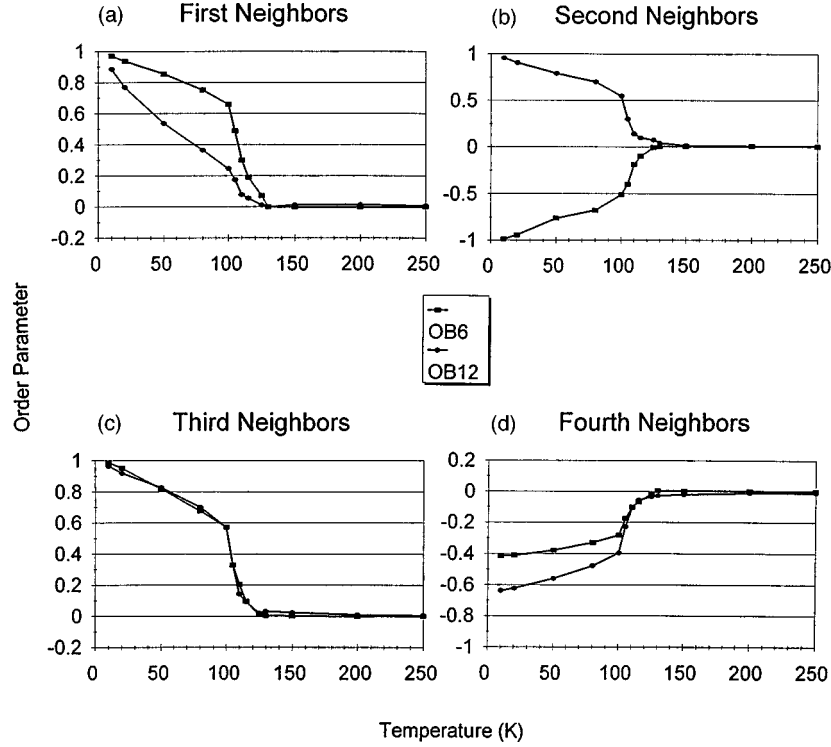 (a) First Neighbors
1
0.8
0.6
0.4
0.2
0
-0.2
0 50 100 150 200 250
(b) Second Neighbors
1
0.5
0
-0.5
-1
0 50 100 150 200 250
Order Parameter
OB6
OB12
(c) Third Neighbors
1
0.8
0.6
0.4
0.2
0
-0.2
0 50 100 150 200 250
(d) Fourth Neighbors
0.2
0
-0.2
-0.4
-0.6
-0.8
-1
0 50 100 150 200 250
Temperature (K)